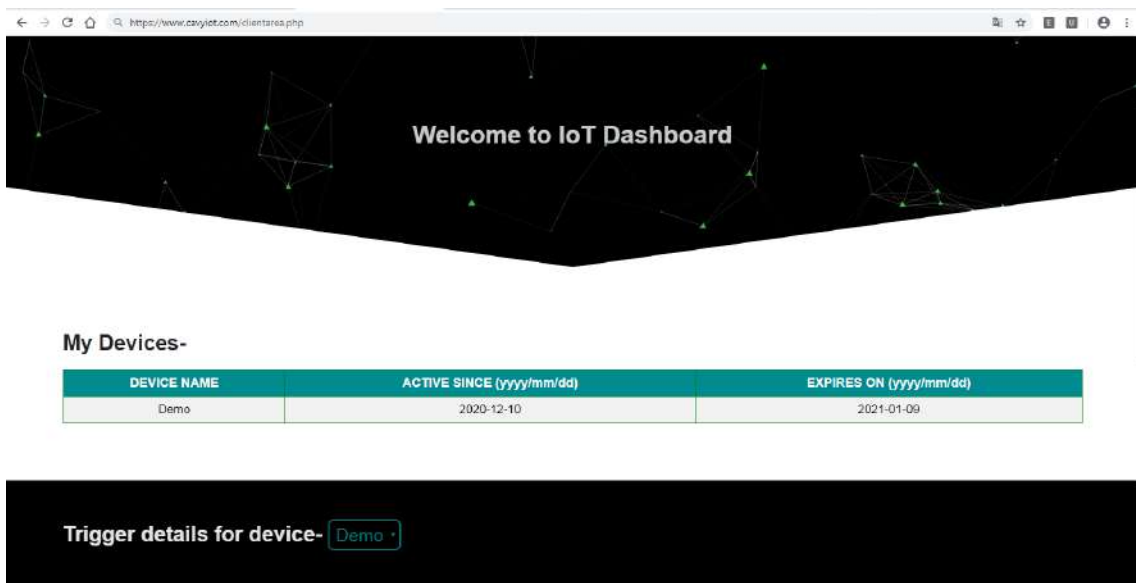 https://www.cavyiot.com/clientarea.php
Welcome to IoT Dashboard
My Devices-
DEVICE NAME ACTIVE SINCE (yyyy/mm/dd) EXPIRES ON (yyyy/mm/dd)
Demo 2020-12-10 2021-01-09
Trigger details for device- Demo